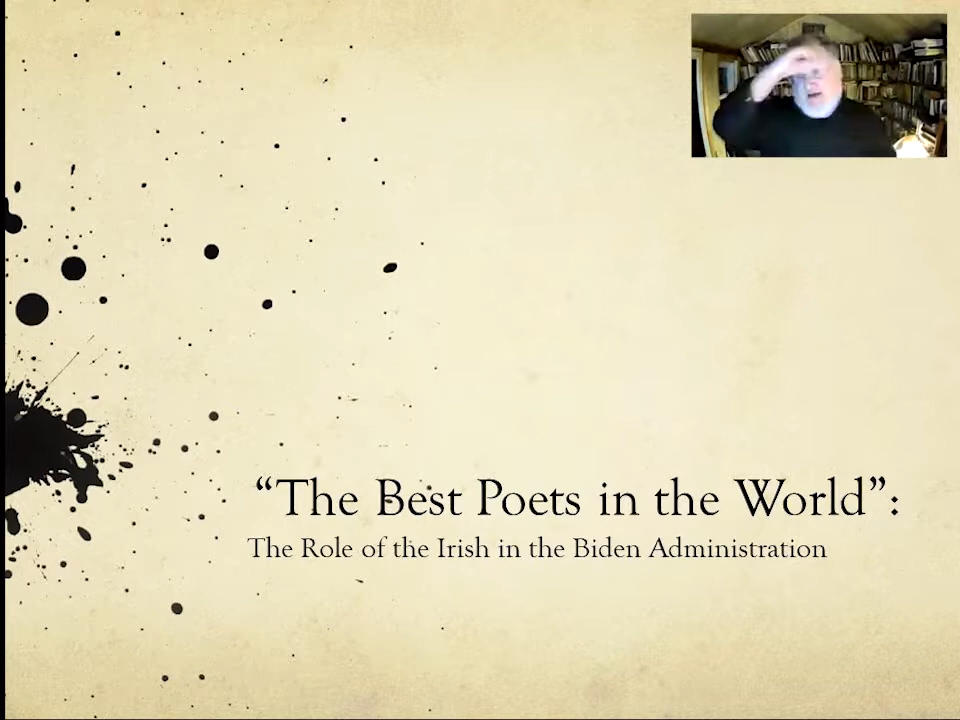 “The Best Poets in the World”:
The Role of the Irish in the Biden Administration